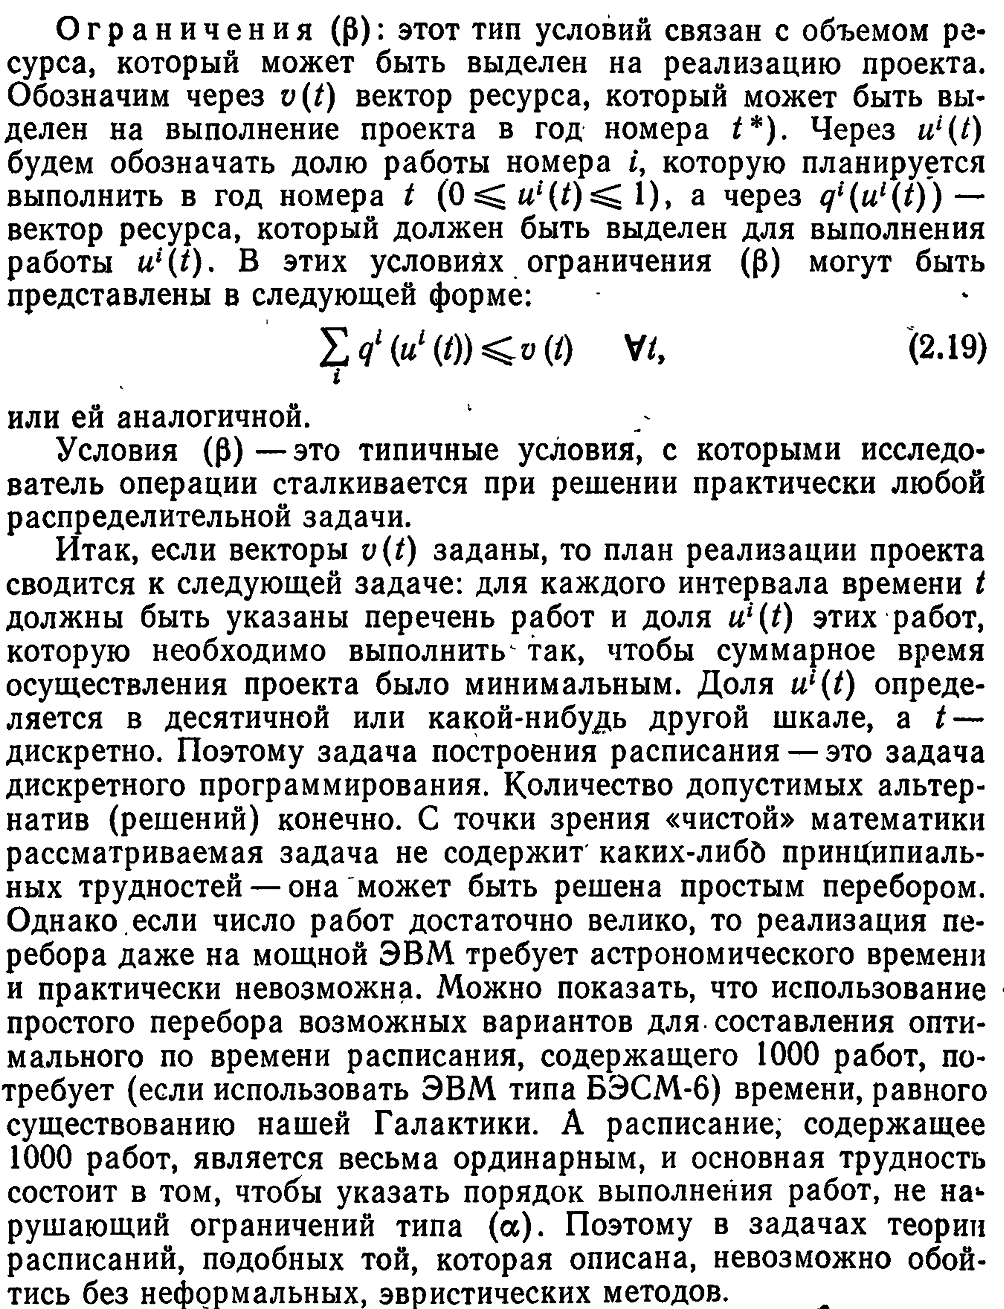 Ограничения (β): этот тип условий связан с объемом ре-
сурса, который может быть выделен на реализацию проекта.
Обозначим через v(t) вектор ресурса, который может быть вы-
делен на выполнение проекта в год номера t*). Через uⁱ(t)
будем обозначать долю работы номера i, которую планируется
выполнить в год номера t (0 ⩽ uⁱ(t) ⩽ 1), а через qⁱ(uⁱ(t)) —
вектор ресурса, который должен быть выделен для выполнения
работы uⁱ(t). В этих условиях ограничения (β) могут быть
представлены в следующей форме:
∑ᵢ qⁱ (uⁱ (t)) ⩽ v (t) ∀t, (2.19)
или ей аналогичной.
Условия (β) — это типичные условия, с которыми исследо-
ватель операции сталкивается при решении практически любой
распределительной задачи.
Итак, если векторы v(t) заданы, то план реализации проекта
сводится к следующей задаче: для каждого интервала времени t
должны быть указаны перечень работ и доля uⁱ(t) этих работ,
которую необходимо выполнить так, чтобы суммарное время
осуществления проекта было минимальным. Доля uⁱ(t) опреде-
ляется в десятичной или какой-нибудь другой шкале, а t —
дискретно. Поэтому задача построения расписания — это задача
дискретного программирования. Количество допустимых альтер-
натив (решений) конечно. С точки зрения «чистой» математики
рассматриваемая задача не содержит каких-либо принципиаль-
ных трудностей — она может быть решена простым перебором.
Однако если число работ достаточно велико, то реализация пе-
ребора даже на мощной ЭВМ требует астрономического времени
и практически невозможна. Можно показать, что использование
простого перебора возможных вариантов для составления опти-
мального по времени расписания, содержащего 1000 работ, по-
требует (если использовать ЭВМ типа БЭСМ-6) времени, равного
существованию нашей Галактики. А расписание, содержащее
1000 работ, является весьма ординарным, и основная трудность
состоит в том, чтобы указать порядок выполнения работ, не на-
рушающий ограничений типа (α). Поэтому в задачах теории
расписаний, подобных той, которая описана, невозможно обой-
тись без неформальных, эвристических методов.